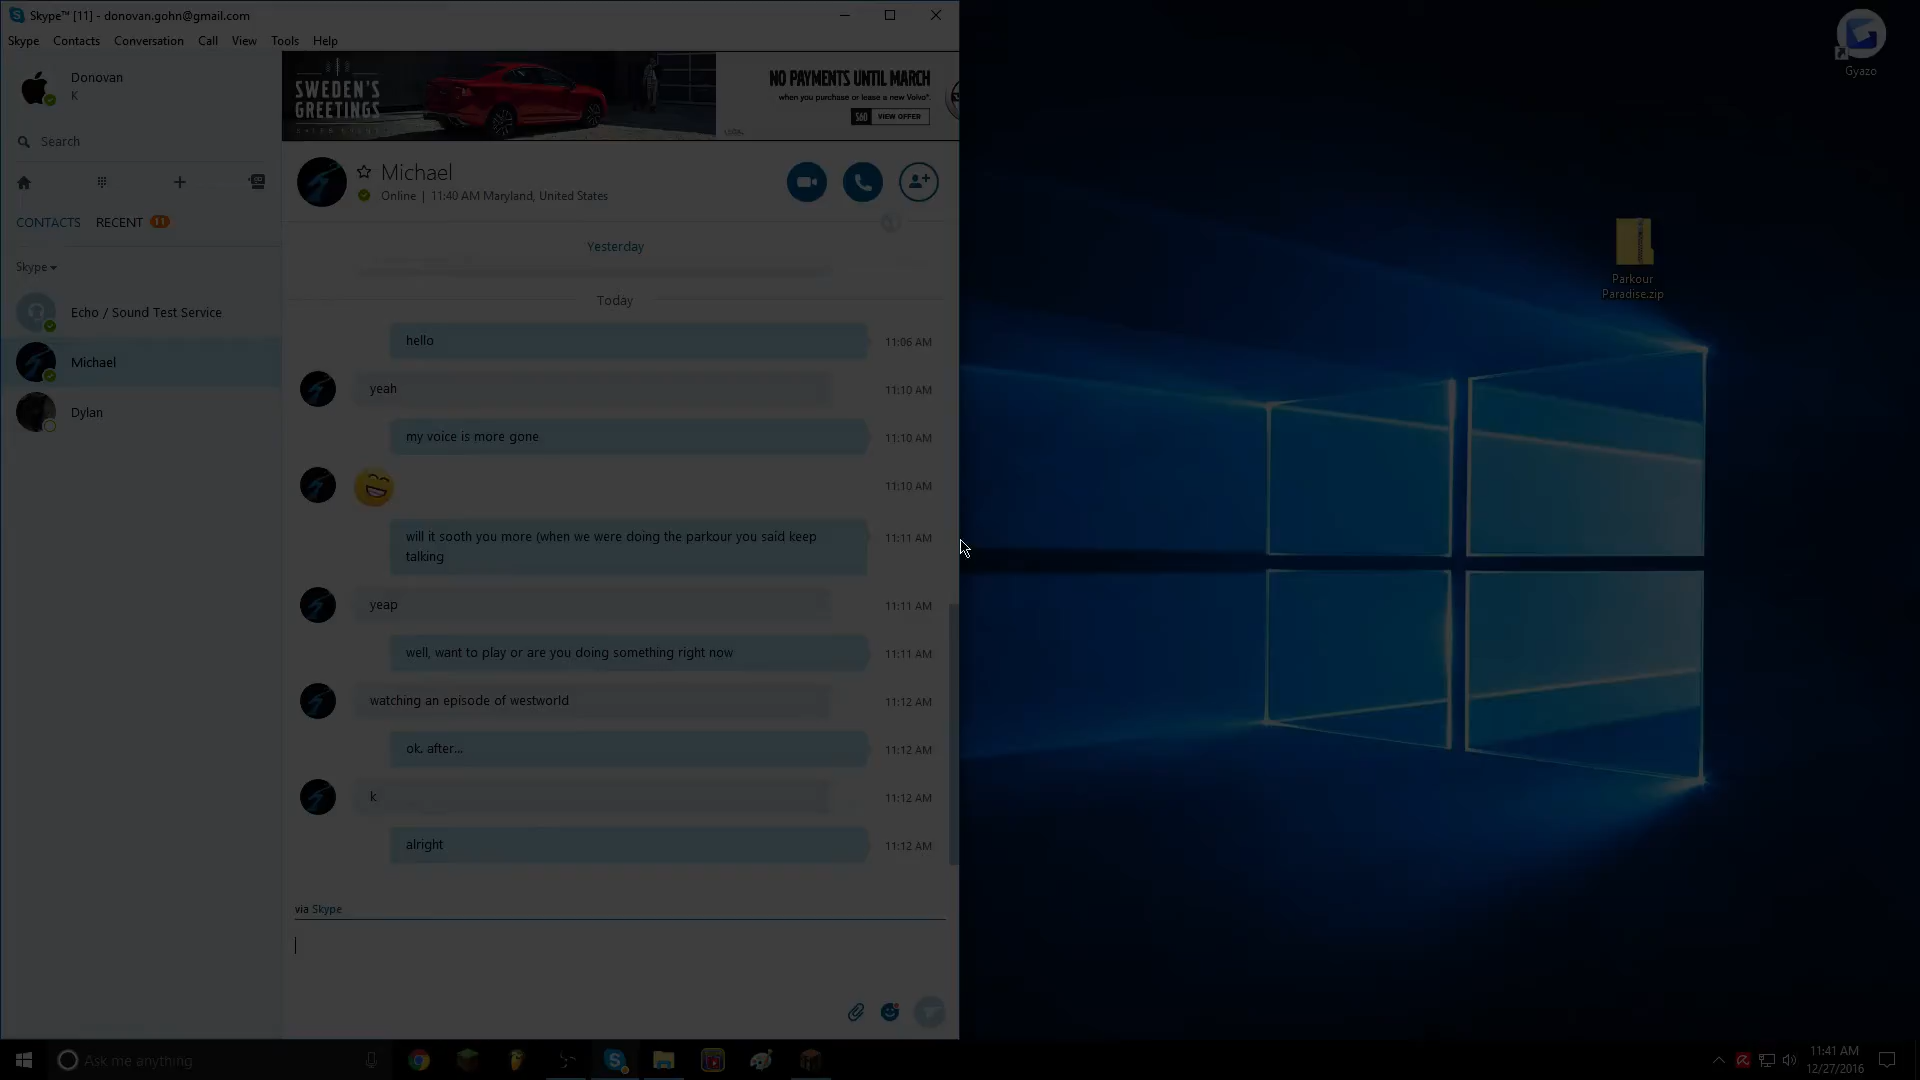 Skype™ [11] - donovan.gohn@gmail.com
Skype Contacts Conversation Call View Tools Help
Donovan
K
Search
CONTACTS RECENT 11
Skype
Echo / Sound Test Service
Michael
Dylan
SWEDEN'S
GREETINGS
NO PAYMENTS UNTIL MARCH
when you purchase or lease a new Volvo*.
S60 VIEW OFFER
Michael
Online | 11:40 AM Maryland, United States
Yesterday
Today
hello 11:06 AM
yeah 11:10 AM
my voice is more gone 11:10 AM
11:10 AM
will it sooth you more (when we were doing the parkour you said keep 11:11 AM
talking
yeap 11:11 AM
well, want to play or are you doing something right now 11:11 AM
watching an episode of westworld 11:12 AM
ok. after... 11:12 AM
k 11:12 AM
alright 11:12 AM
via Skype
Gyazo
Parkour
Paradise.zip
Ask me anything
11:41 AM
12/27/2016